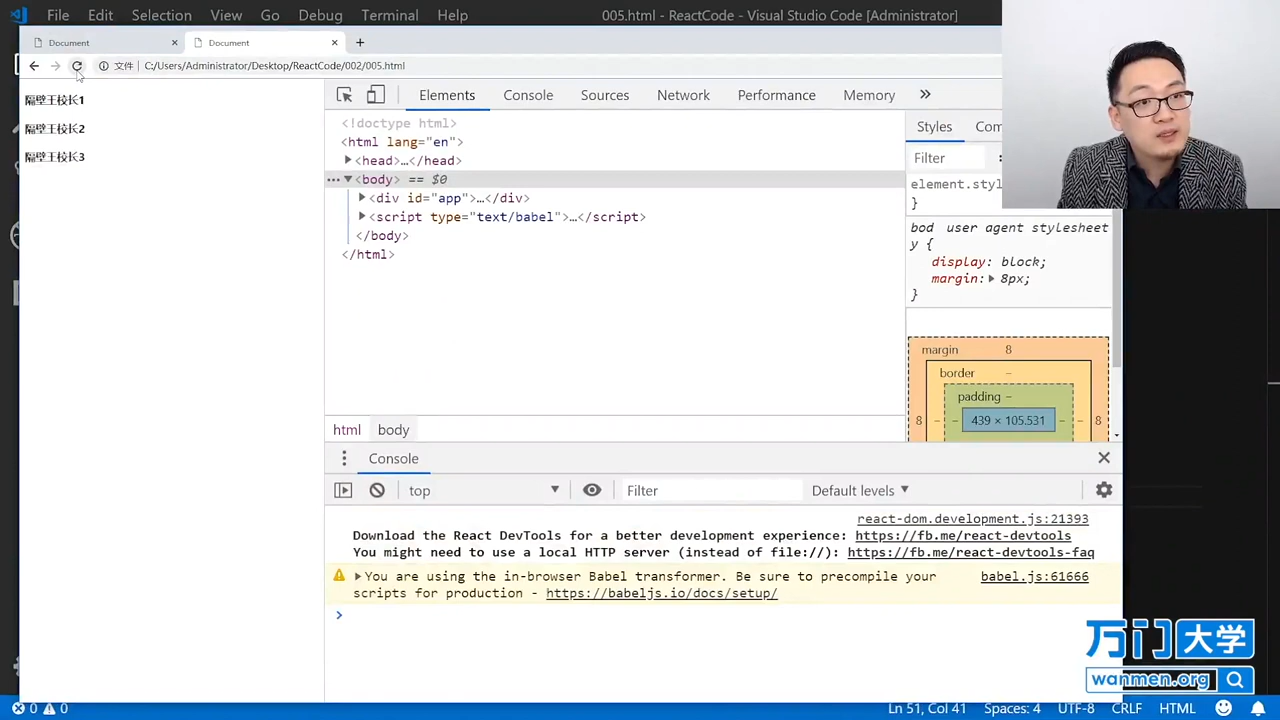 File Edit Selection View Go Debug Terminal Help 005.html - ReactCode - Visual Studio Code [Administrator]
Document × Document × +
文件 | C:/Users/Administrator/Desktop/ReactCode/002/005.html
隔壁王校长1
隔壁王校长2
隔壁王校长3
Elements Console Sources Network Performance Memory »
<!doctype html>
<html lang="en">
<head>…</head>
<body> == $0
<div id="app">…</div>
<script type="text/babel">…</script>
</body>
</html>
Styles Com
Filter :
element.sty
}
bod user agent stylesheet
y {
display: block;
margin: 8px;
}
margin 8
border –
padding –
8 – – 439 × 105.531 – – 8
html body
Console
top Filter Default levels
react-dom.development.js:21393
Download the React DevTools for a better development experience: https://fb.me/react-devtools
You might need to use a local HTTP server (instead of file://): https://fb.me/react-devtools-faq
You are using the in-browser Babel transformer. Be sure to precompile your babel.js:61666
scripts for production - https://babeljs.io/docs/setup/
万门大学
wanmen.org
0 0 Ln 51, Col 41 Spaces: 4 UTF-8 CRLF HTML